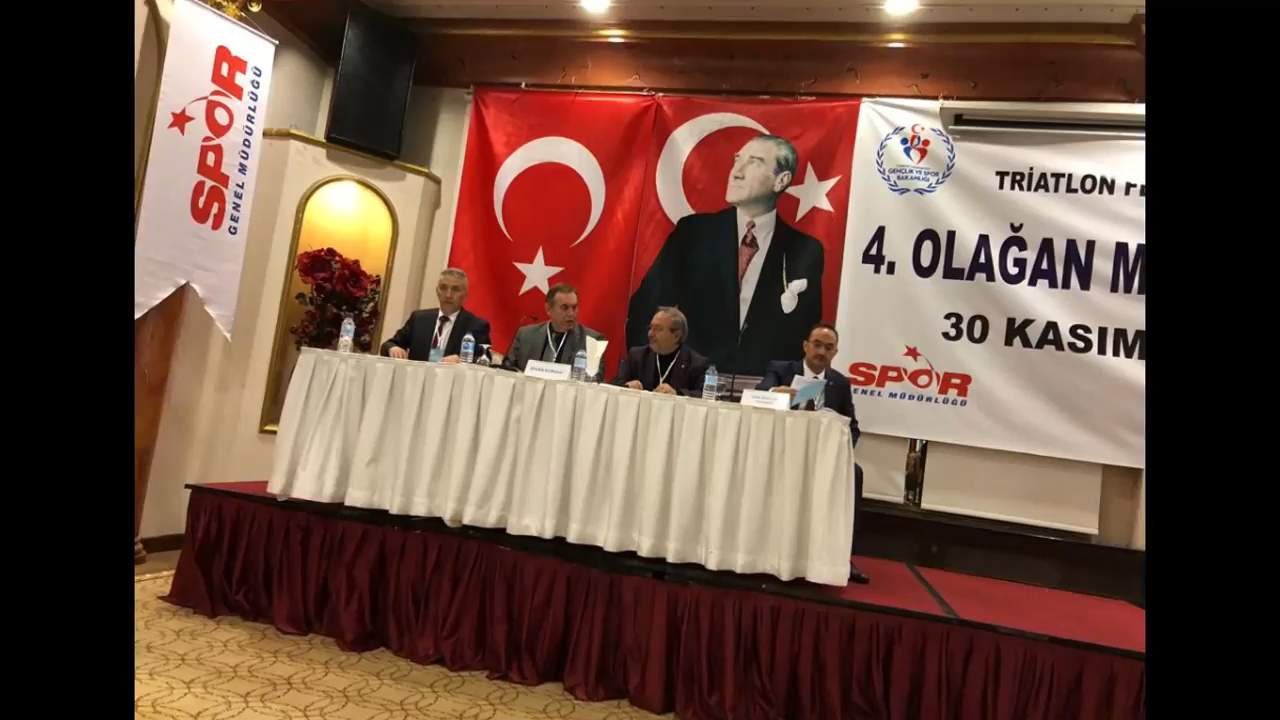 SPOR
GENEL MÜDÜRLÜĞÜ
GENÇLİK VE SPOR
BAKANLIĞI
TRİATLON
4. OLAĞAN
30 KASIM
SPOR
GENEL MÜDÜRLÜĞÜ